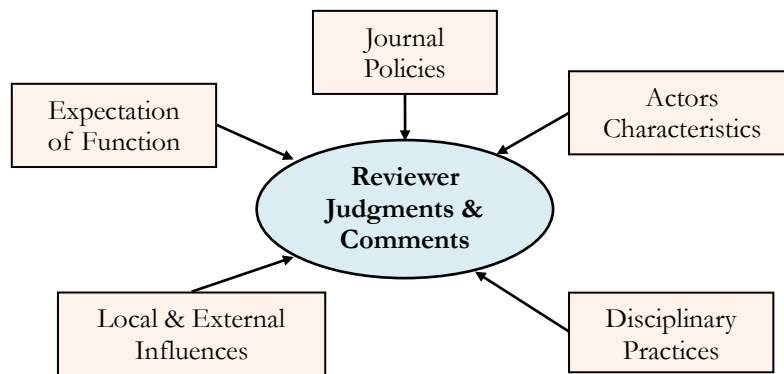 Journal
Policies
Expectation
of Function
Actors
Characteristics
Reviewer
Judgments &
Comments
Local & External
Influences
Disciplinary
Practices